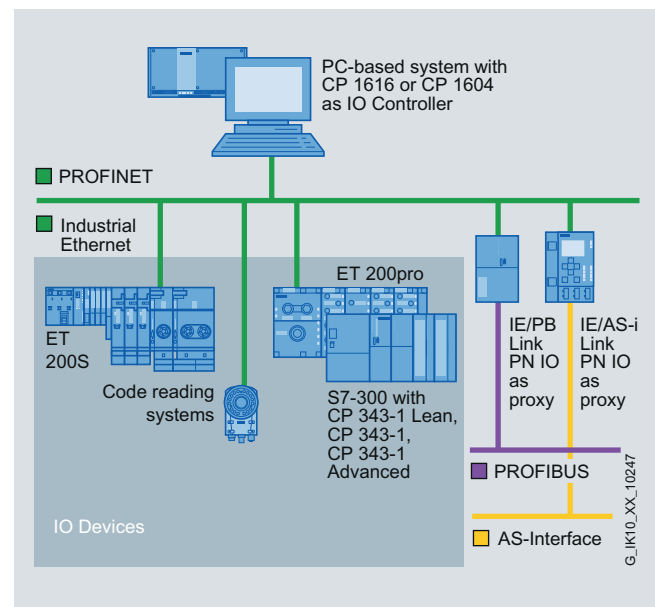 PC-based system with
CP 1616 or CP 1604
as IO Controller
PROFINET
Industrial
Ethernet
ET 200pro
ET
200S
Code reading
systems
S7-300 with
CP 343-1 Lean,
CP 343-1,
CP 343-1
Advanced
IE/PB
Link
PN IO
as
proxy
IE/AS-i
Link
PN IO
as
proxy
PROFIBUS
IO Devices
AS-Interface
G_IK10_XX_10247